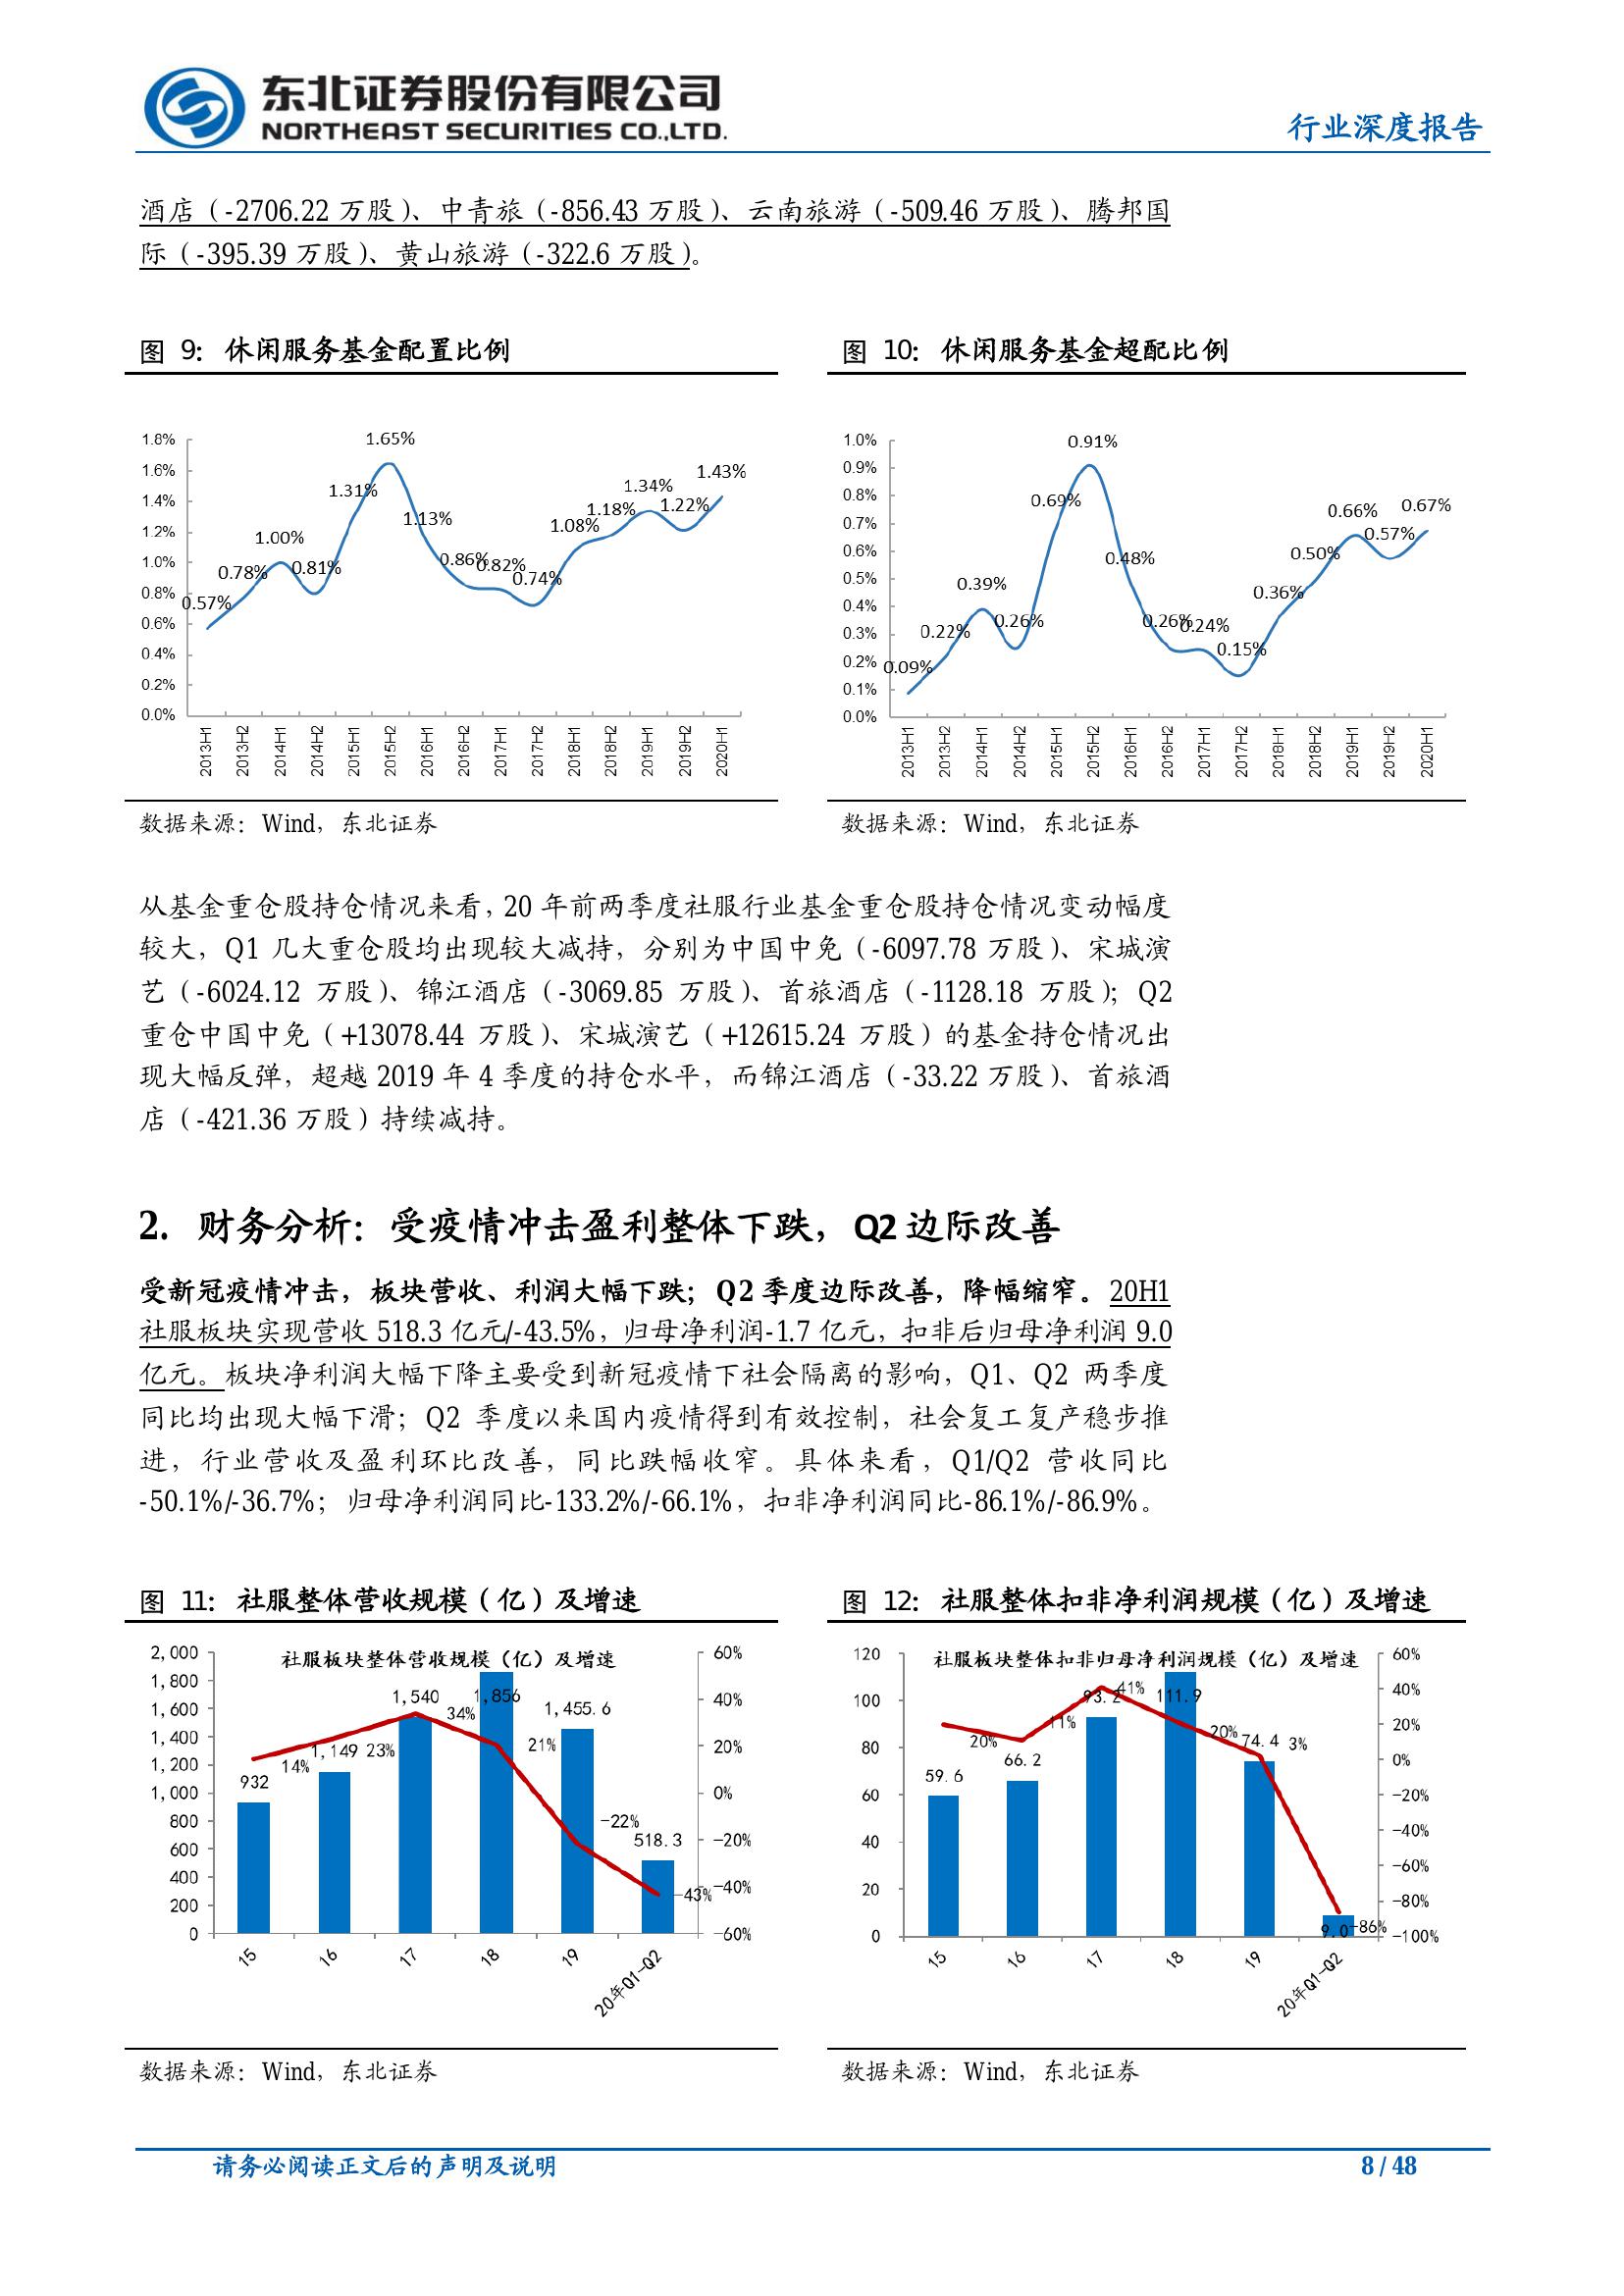 东北证券股份有限公司
NORTHEAST SECURITIES CO.,LTD.
行业深度报告
酒店（-2706.22 万股）、中青旅（-856.43 万股）、云南旅游（-509.46 万股）、腾邦国
际（-395.39 万股）、黄山旅游（-322.6 万股）。
图 9：休闲服务基金配置比例
1.8%
1.6%
1.4%
1.2%
1.0%
0.8%
0.6%
0.4%
0.2%
0.0%
0.57%
0.78%
1.00%
0.81%
1.31%
1.65%
1.13%
0.86%
0.82%
0.74%
1.08%
1.18%
1.34%
1.22%
1.43%
2013H1
2013H2
2014H1
2014H2
2015H1
2015H2
2016H1
2016H2
2017H1
2017H2
2018H1
2018H2
2019H1
2019H2
2020H1
数据来源：Wind，东北证券
图 10：休闲服务基金超配比例
1.0%
0.9%
0.8%
0.7%
0.6%
0.5%
0.4%
0.3%
0.2%
0.1%
0.0%
0.09%
0.22%
0.39%
0.26%
0.69%
0.91%
0.48%
0.26%
0.24%
0.15%
0.36%
0.50%
0.66%
0.57%
0.67%
2013H1
2013H2
2014H1
2014H2
2015H1
2015H2
2016H1
2016H2
2017H1
2017H2
2018H1
2018H2
2019H1
2019H2
2020H1
数据来源：Wind，东北证券
从基金重仓股持仓情况来看，20 年前两季度社服行业基金重仓股持仓情况变动幅度
较大，Q1 几大重仓股均出现较大减持，分别为中国中免（-6097.78 万股）、宋城演
艺（-6024.12 万股）、锦江酒店（-3069.85 万股）、首旅酒店（-1128.18 万股）；Q2
重仓中国中免（+13078.44 万股）、宋城演艺（+12615.24 万股）的基金持仓情况出
现大幅反弹，超越 2019 年 4 季度的持仓水平，而锦江酒店（-33.22 万股）、首旅酒
店（-421.36 万股）持续减持。
2. 财务分析：受疫情冲击盈利整体下跌，Q2 边际改善
受新冠疫情冲击，板块营收、利润大幅下跌；Q2 季度边际改善，降幅缩窄。20H1
社服板块实现营收 518.3 亿元/-43.5%，归母净利润-1.7 亿元，扣非后归母净利润 9.0
亿元。板块净利润大幅下降主要受到新冠疫情下社会隔离的影响，Q1、Q2 两季度
同比均出现大幅下滑；Q2 季度以来国内疫情得到有效控制，社会复工复产稳步推
进，行业营收及盈利环比改善，同比跌幅收窄。具体来看，Q1/Q2 营收同比
-50.1%/-36.7%；归母净利润同比-133.2%/-66.1%，扣非净利润同比-86.1%/-86.9%。
图 11：社服整体营收规模（亿）及增速
社服板块整体营收规模（亿）及增速
2,000
1,800
1,600
1,400
1,200
1,000
800
600
400
200
0
932
1,149
1,540
1,856
1,455.6
518.3
14%
23%
34%
21%
-22%
-43%
60%
40%
20%
0%
-20%
-40%
-60%
15
16
17
18
19
20年Q1-Q2
数据来源：Wind，东北证券
图 12：社服整体扣非净利润规模（亿）及增速
社服板块整体扣非归母净利润规模（亿）及增速
120
100
80
60
40
20
0
59.6
66.2
93.2
111.9
74.4
9.0
20%
11%
41%
20%
3%
-86%
60%
40%
20%
0%
-20%
-40%
-60%
-80%
-100%
15
16
17
18
19
20年Q1-Q2
数据来源：Wind，东北证券
请务必阅读正文后的声明及说明
8 / 48